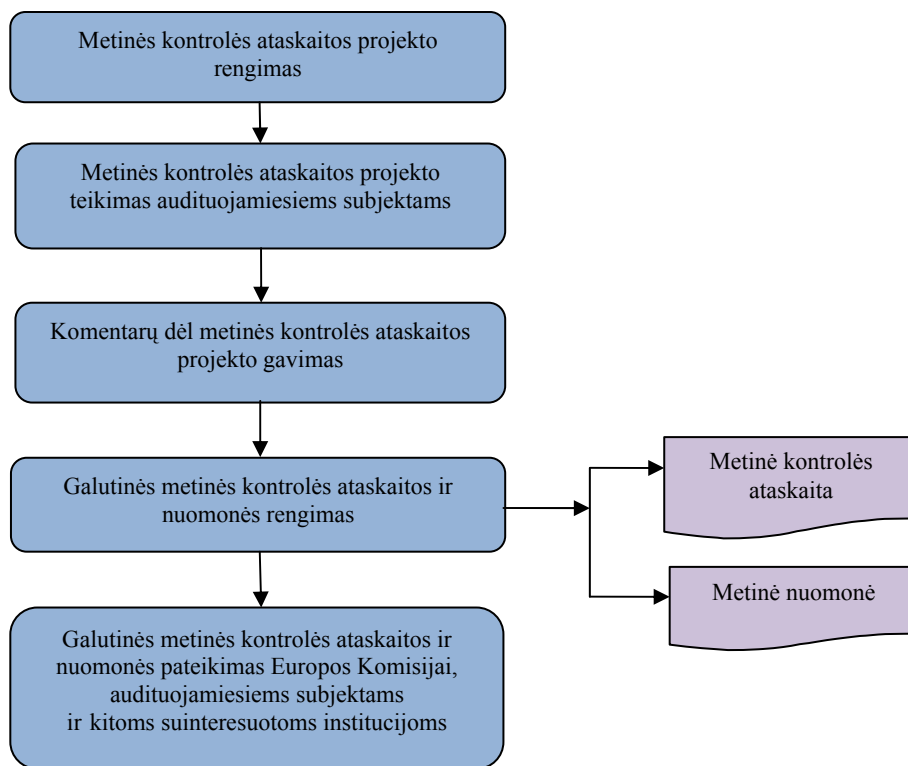 Metinės kontrolės ataskaitos projekto
rengimas
Metinės kontrolės ataskaitos projekto
teikimas audituojamiesiems subjektams
Komentarų dėl metinės kontrolės ataskaitos
projekto gavimas
Galutinės metinės kontrolės ataskaitos ir
nuomonės rengimas
Metinė kontrolės
ataskaita
Metinė nuomonė
Galutinės metinės kontrolės ataskaitos ir
nuomonės pateikimas Europos Komisijai,
audituojamiesiems subjektams
ir kitoms suinteresuotoms institucijoms